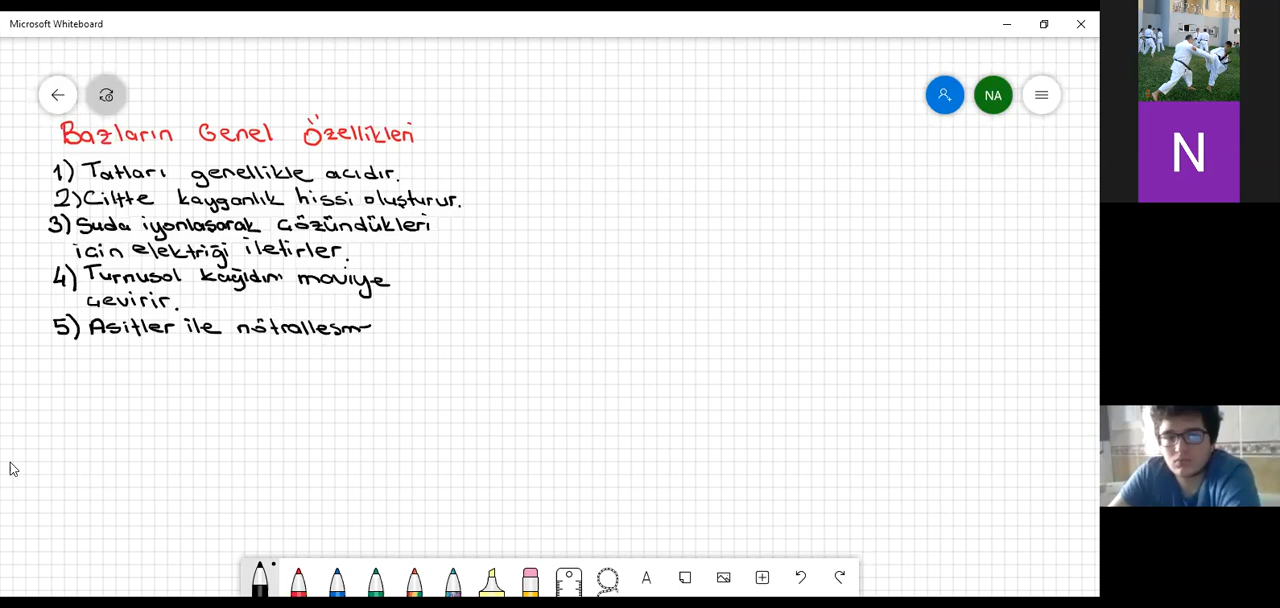 Microsoft Whiteboard
NA
N
Bazların Genel Özellikleri
1) Tatları genellikle acıdır.
2) Ciltte kayganlık hissi oluşturur.
3) Suda iyonlaşarak çözündükleri
için elektriği iletirler.
4) Turnusol kağıdını maviye
çevirir.
5) Asitler ile nötralleşm
A